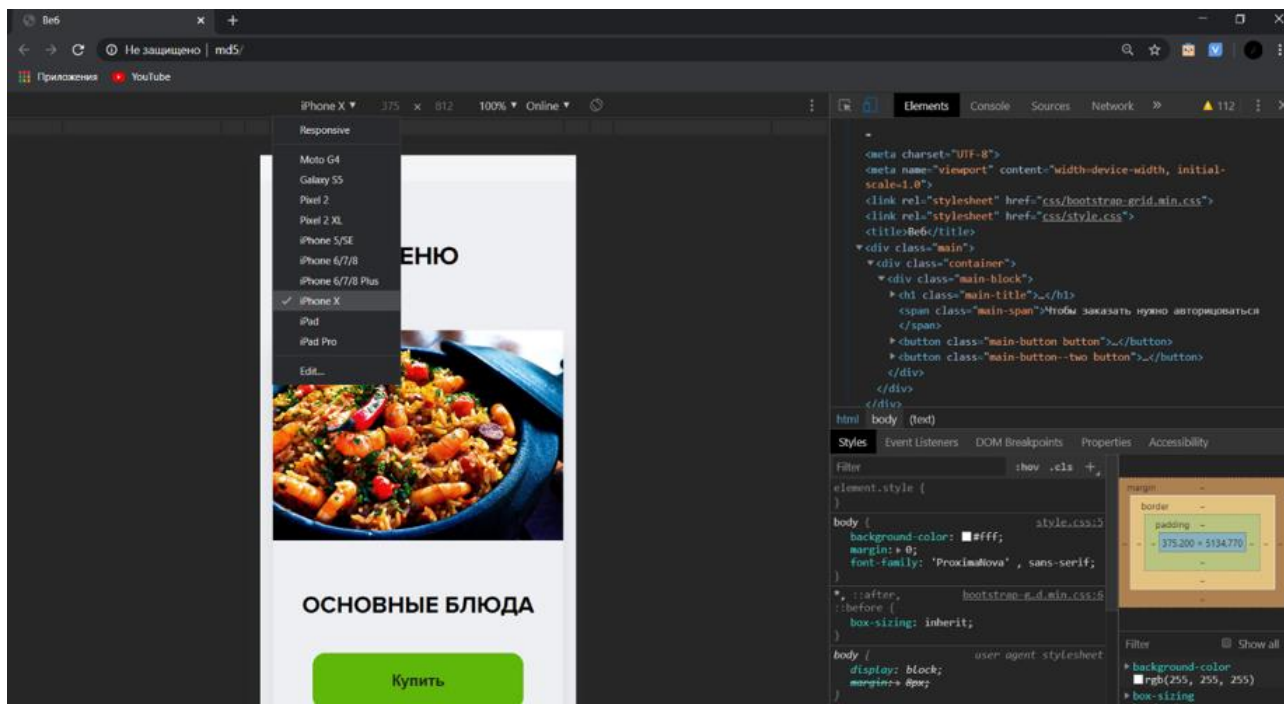 Веб
Не защищено | md5/
Приложения YouTube
iPhone X ▼ 375 × 812 100% ▼ Online ▼
Responsive
Moto G4
Galaxy S5
Pixel 2
Pixel 2 XL
iPhone 5/SE
iPhone 6/7/8
iPhone 6/7/8 Plus
✓ iPhone X
iPad
iPad Pro
Edit...
ЕНЮ
ОСНОВНЫЕ БЛЮДА
Купить
Elements Console Sources Network » 112
<meta charset="UTF-8">
<meta name="viewport" content="width=device-width, initial-
scale=1.0">
<link rel="stylesheet" href="css/bootstrap-grid.min.css">
<link rel="stylesheet" href="css/style.css">
<title>Веб</title>
▼<div class="main">
▼<div class="container">
▼<div class="main-block">
▶<h1 class="main-title">…</h1>
<span class="main-span">Чтобы заказать нужно авторицоваться
</span>
▶<button class="main-button button">…</button>
▶<button class="main-button--two button">…</button>
</div>
</div>
</div>
html body (text)
Styles Event Listeners DOM Breakpoints Properties Accessibility
Filter :hov .cls +
element.style {
}
body { style.css:5
background-color: #fff;
margin:▶ 0;
font-family: 'ProximaNova' , sans-serif;
}
*, ::after, bootstrap-g…d.min.css:6
::before {
box-sizing: inherit;
}
body { user agent stylesheet
display: block;
margin:▶ 8px;
}
margin -
border -
padding -
- - - 375.200 × 5134.770 - - -
-
-
-
Filter Show all
▶ background-color
rgb(255, 255, 255)
▶ box-sizing